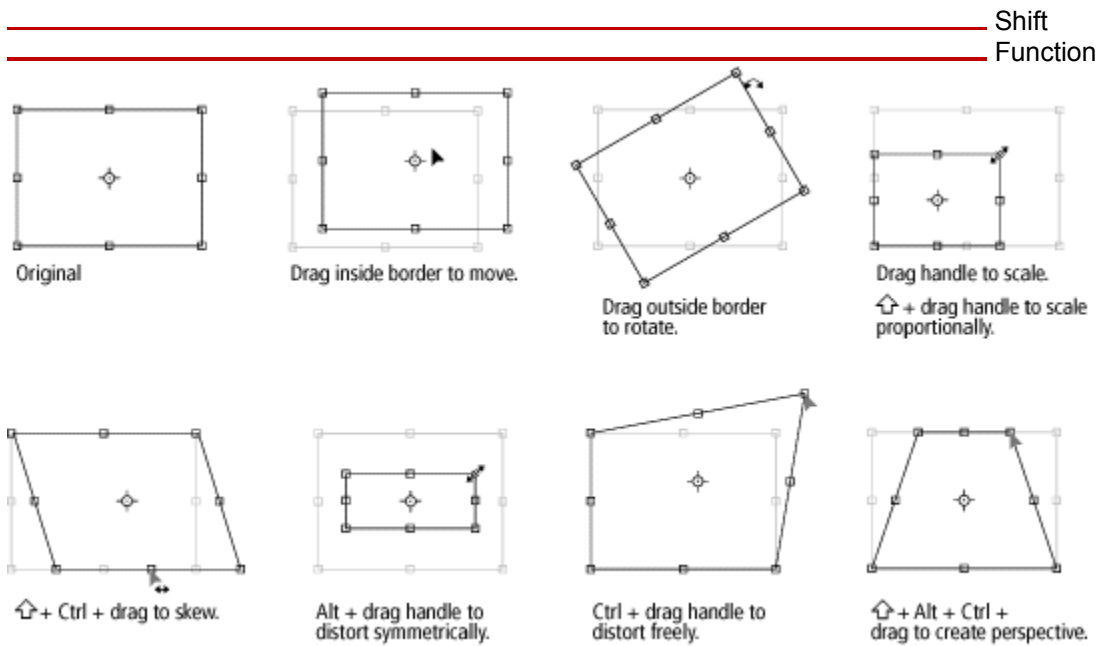 Shift
Function
Original
Drag inside border to move.
Drag outside border
to rotate.
Drag handle to scale.
⇧ + drag handle to scale
proportionally.
⇧ + Ctrl + drag to skew.
Alt + drag handle to
distort symmetrically.
Ctrl + drag handle to
distort freely.
⇧ + Alt + Ctrl +
drag to create perspective.